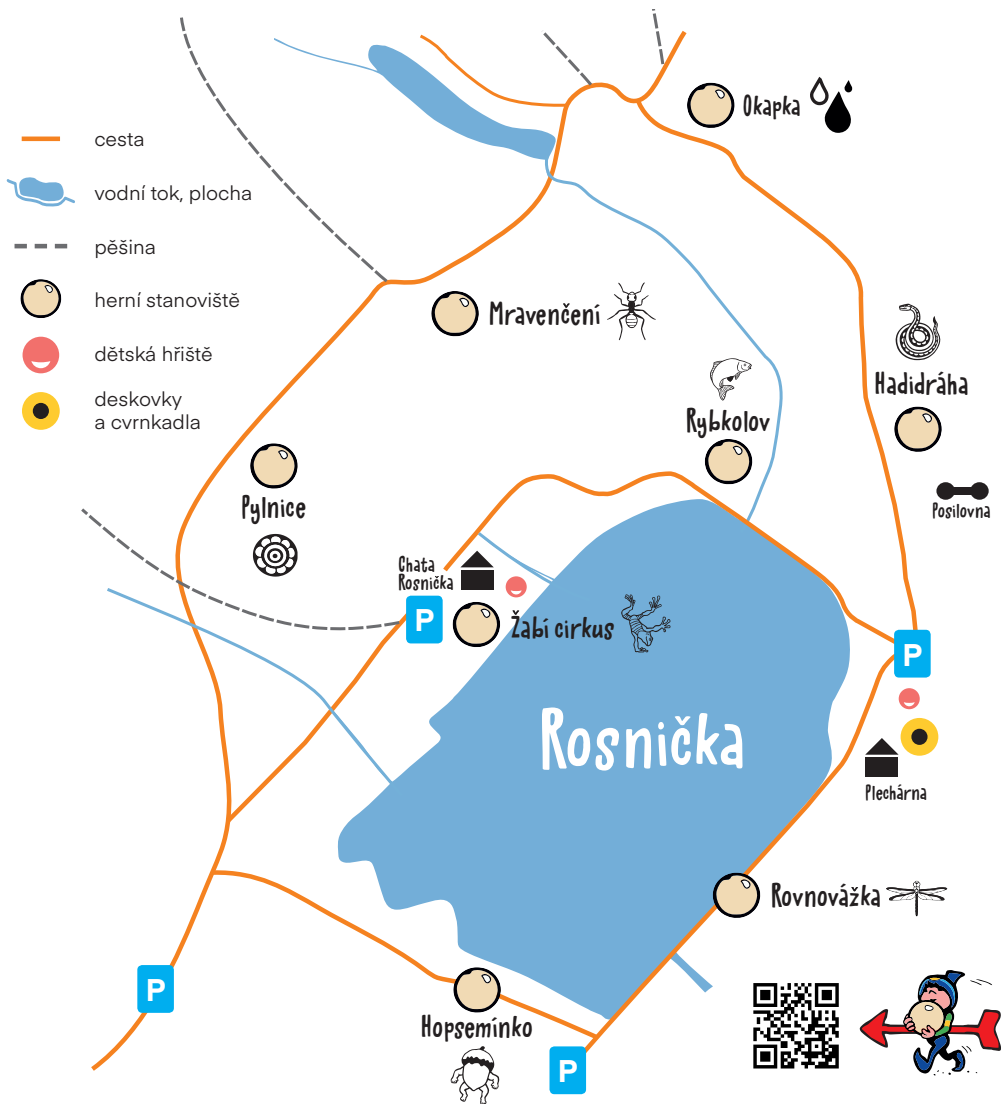 Okapka
cesta
vodní tok, plocha
pěšina
herní stanoviště
dětská hřiště
deskovky
a cvrnkadla
Mravenčení
Hadidráha
Rybkolov
Pylnice
Posilovna
Chata
Rosnička
P
Žabí cirkus
P
Rosnička
Plechárna
Rovnovážka
P
Hopsemínko
P